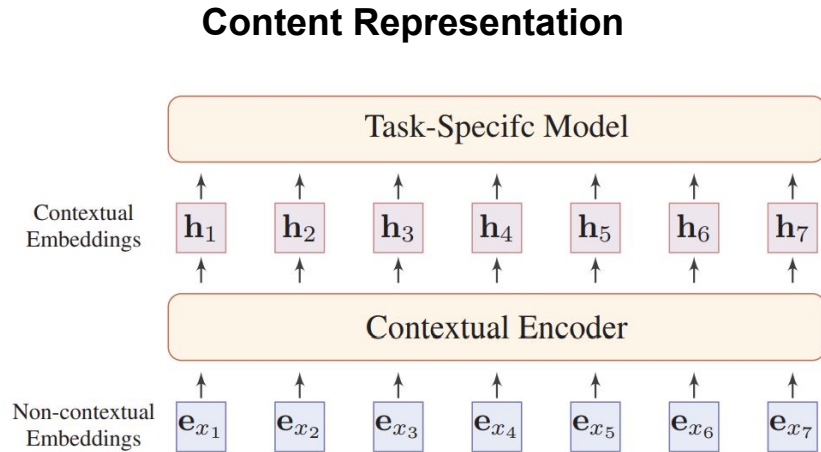 Content Representation
Task-Specifc Model
Contextual
Embeddings
h₁ h₂ h₃ h₄ h₅ h₆ h₇
Contextual Encoder
Non-contextual
Embeddings
eₓ₁ eₓ₂ eₓ₃ eₓ₄ eₓ₅ eₓ₆ eₓ₇